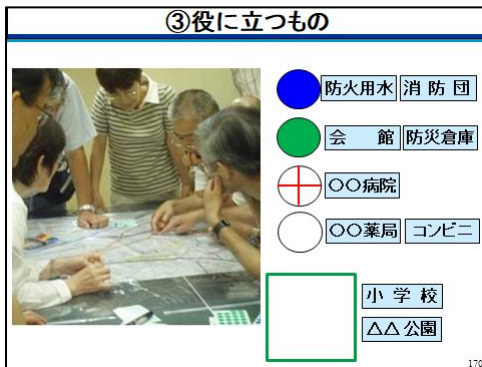 ③役に立つもの
防火用水 消防団
会 館 防災倉庫
〇〇病院
〇〇薬局 コンビニ
小 学 校
△△公園
170